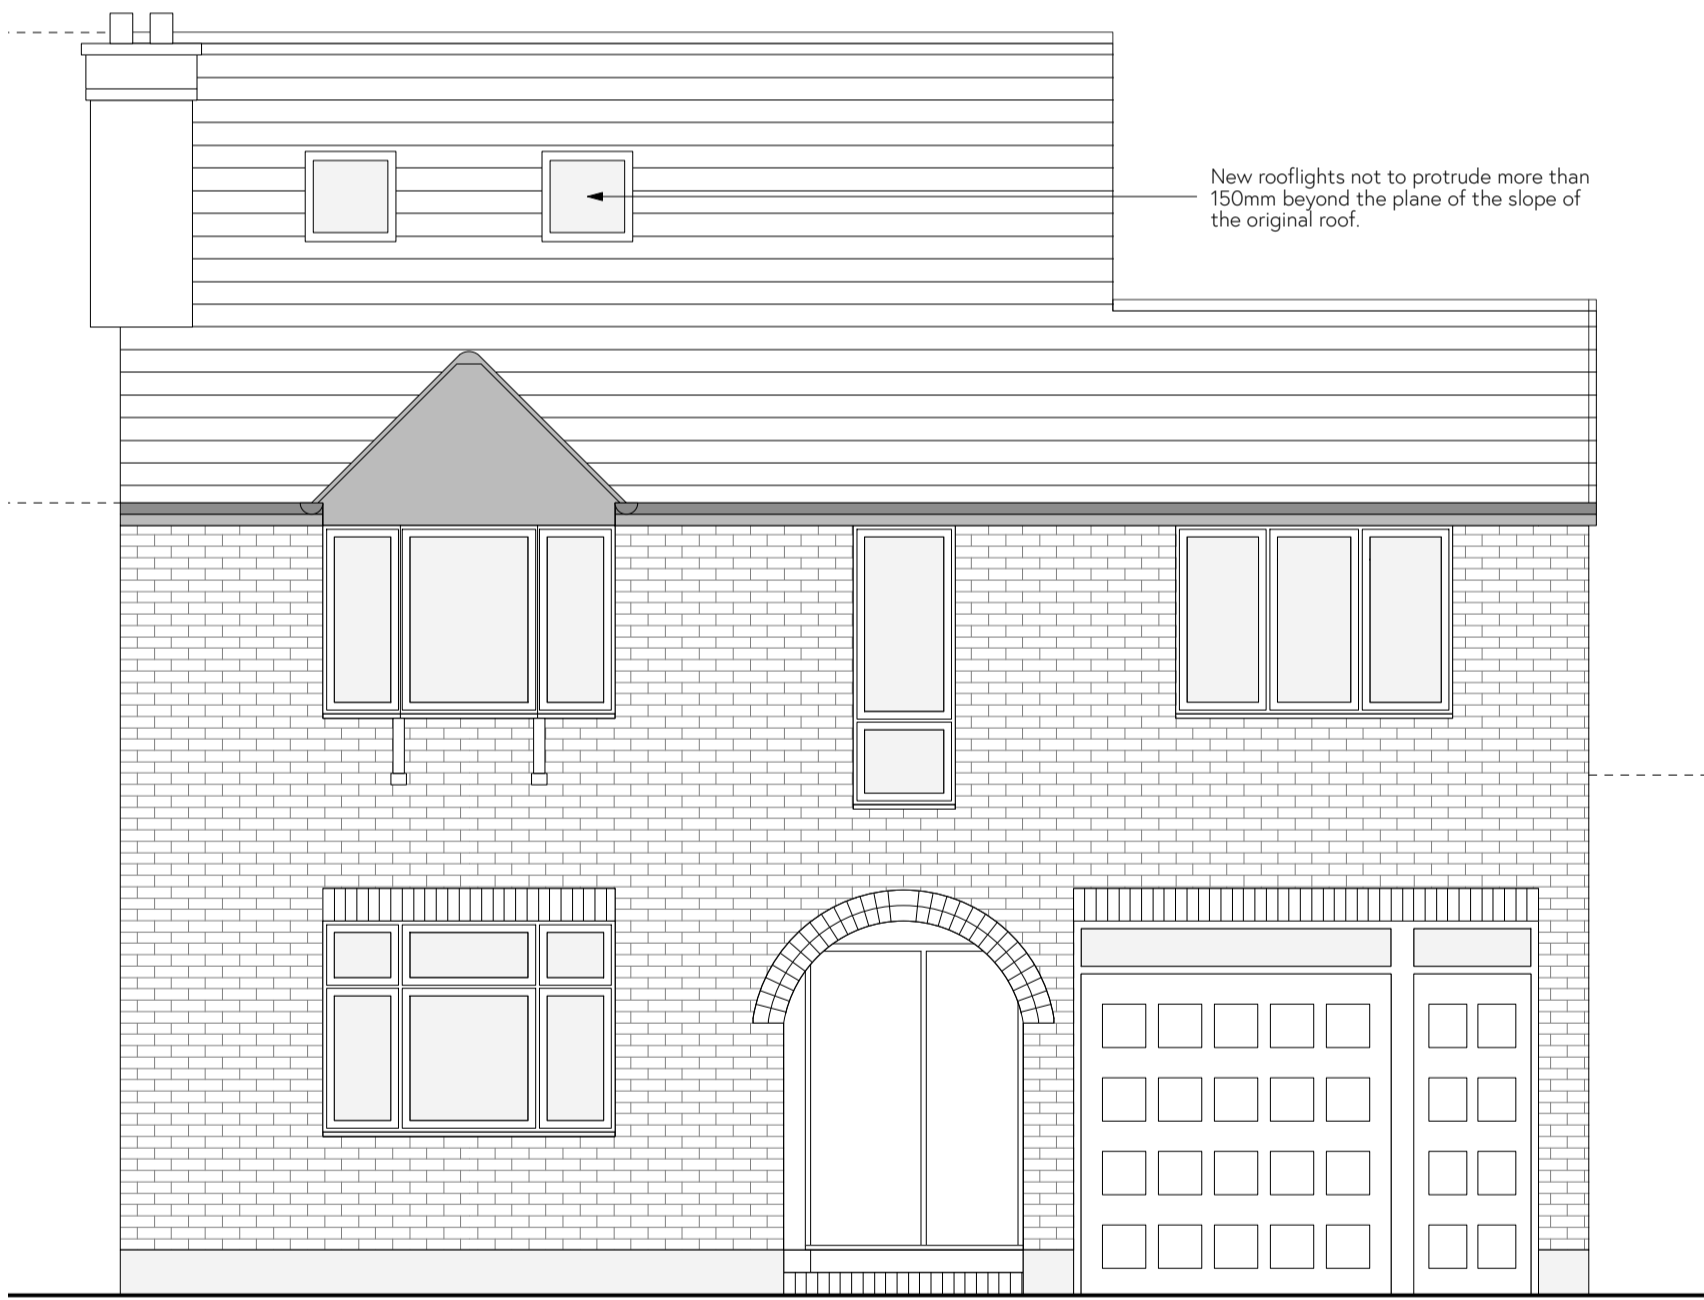 New rooflights not to protrude more than
150mm beyond the plane of the slope of
the original roof.